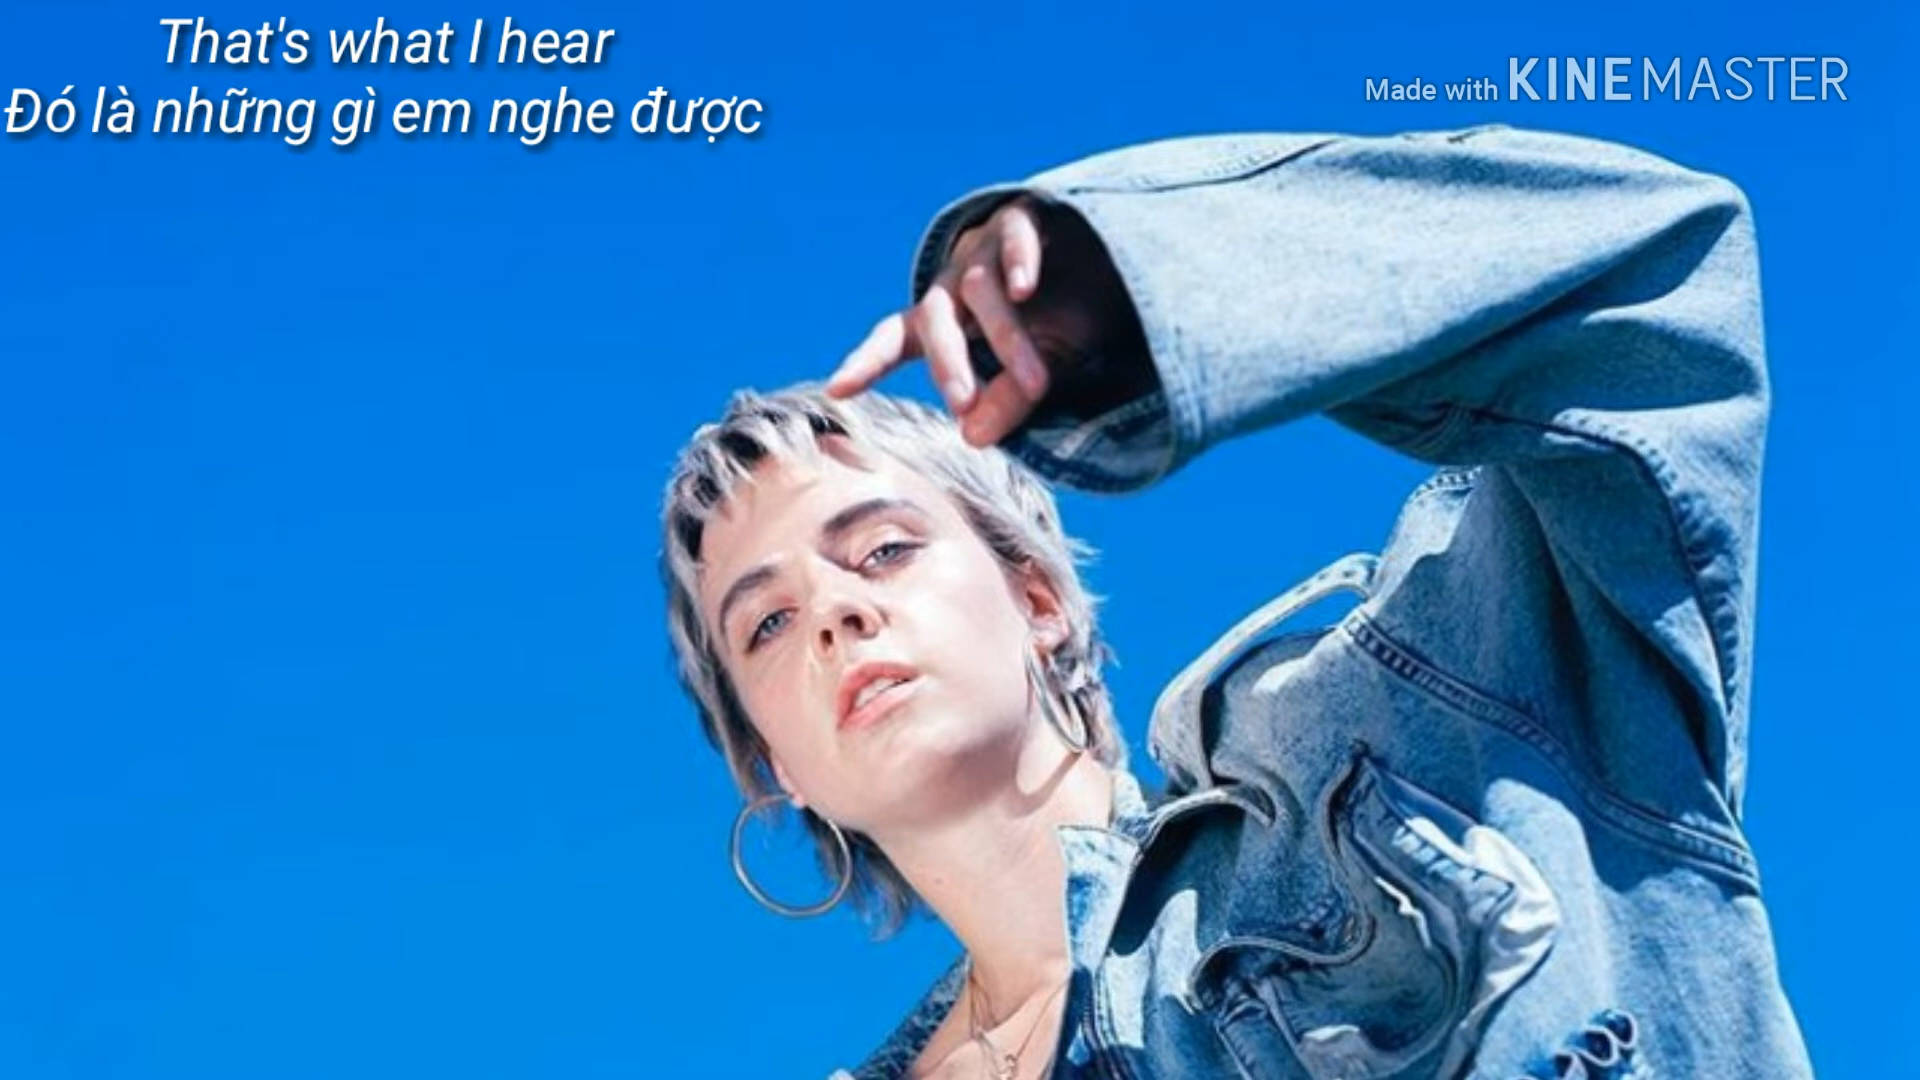 That's what I hear
Đó là những gì em nghe được
Made with KINEMASTER